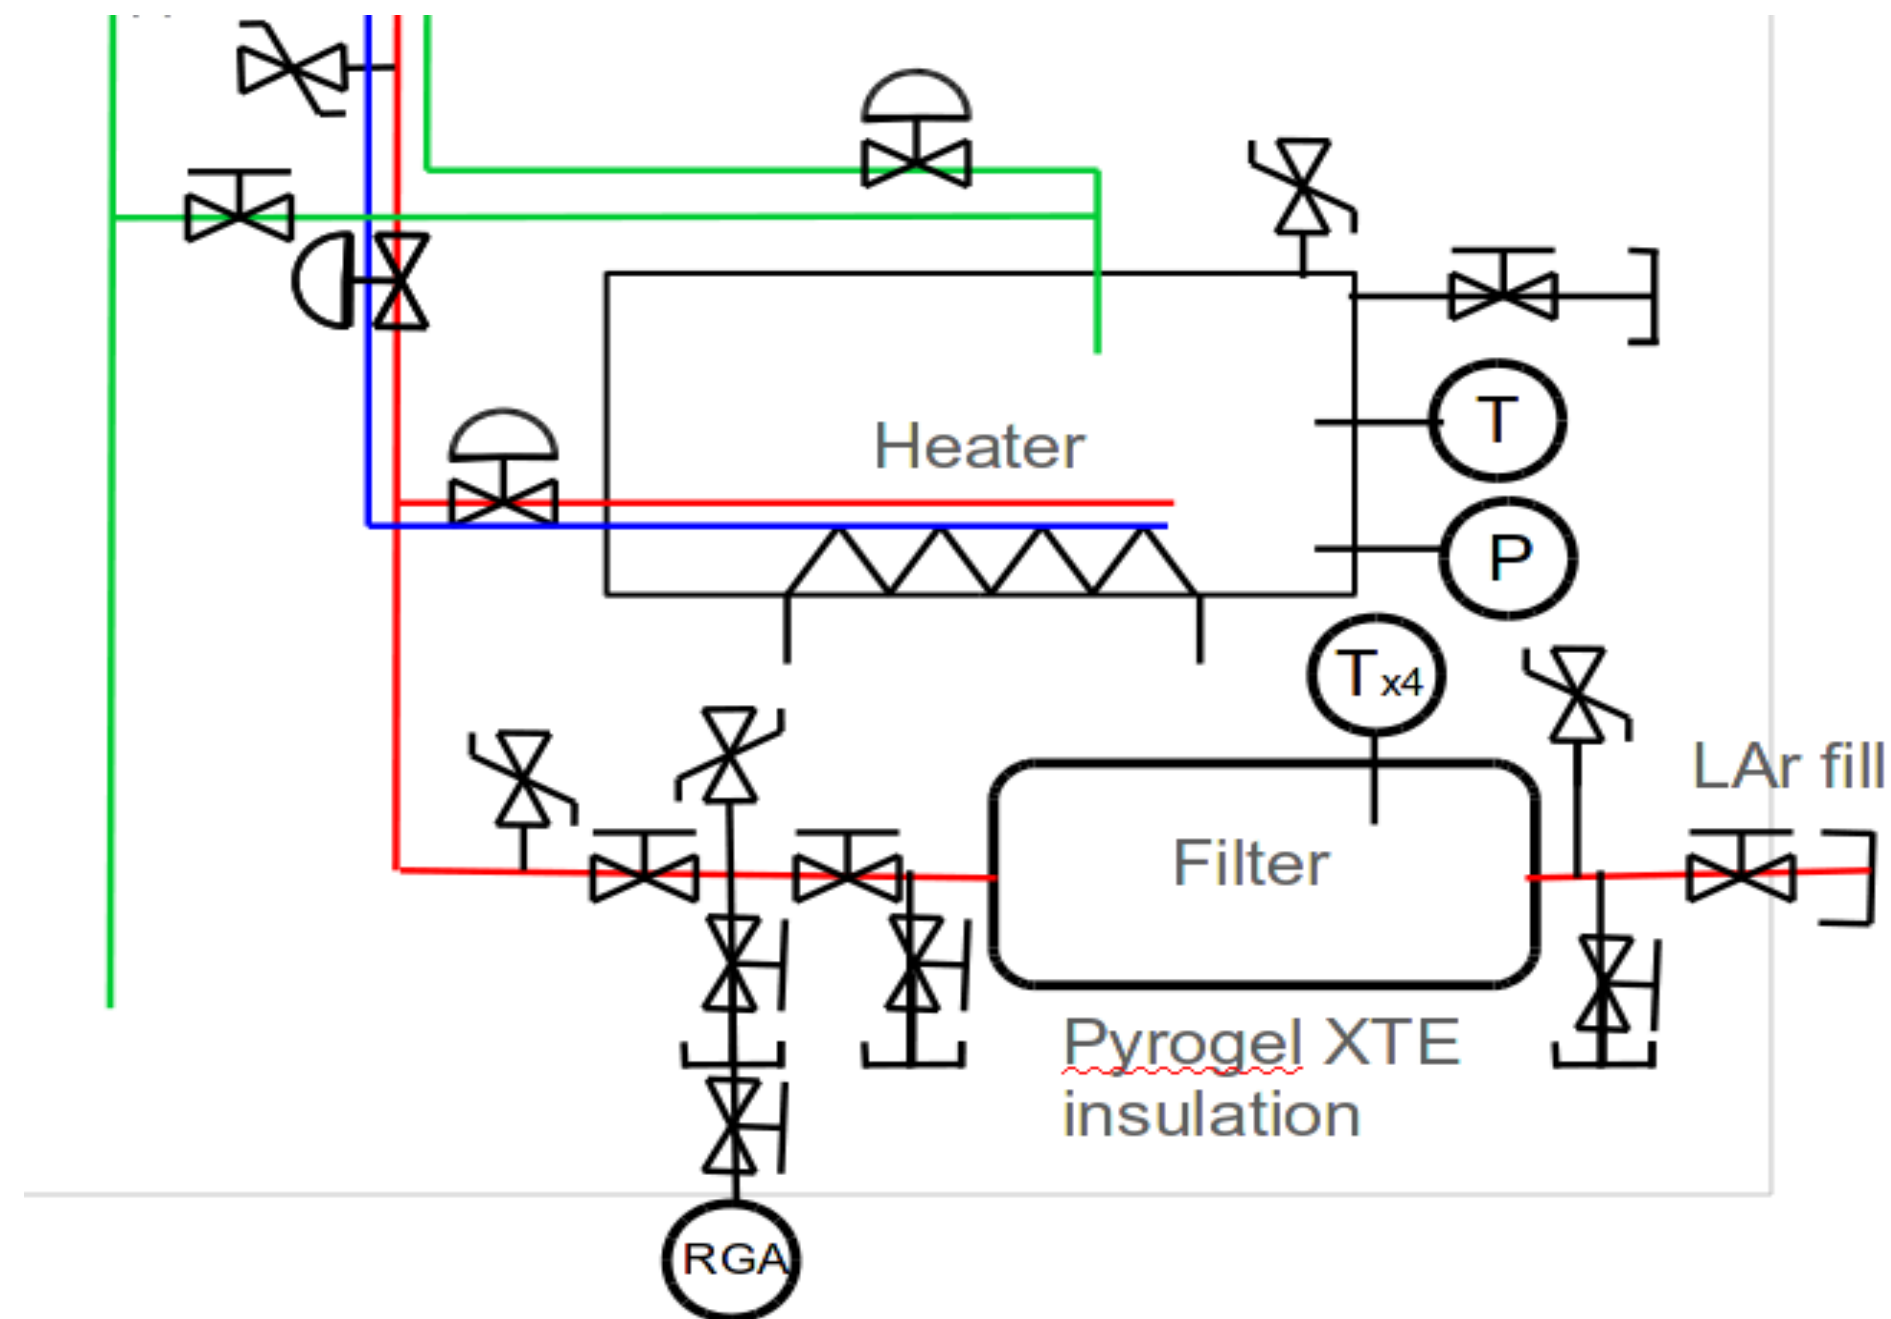 Heater
T
P
Tx4
LAr fill
Filter
Pyrogel XTE
insulation
RGA